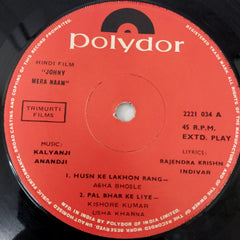 polydor
HINDI FILM
"JOHNY
MERA NAAM"
TRIMURTI
FILMS
2221 034 A
45 R.P.M.
EXTD. PLAY
MUSIC:
KALYANJI
ANANDJI
LYRICS:
RAJENDRA KRISHN
INDIVAR
1. HUSN KE LAKHON RANG—
ASHA BHOSLE
2. PAL BHAR KE LIYE—
KISHORE KUMAR
USHA KHANNA